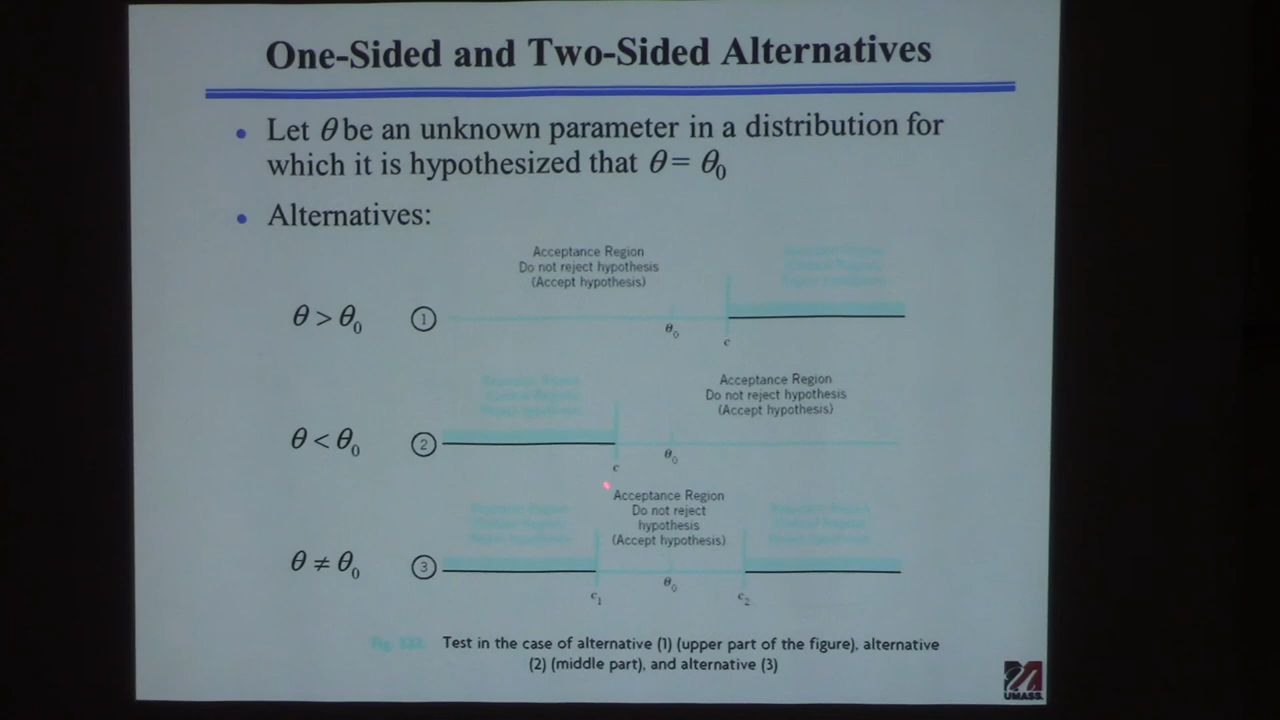 One-Sided and Two-Sided Alternatives
• Let θ be an unknown parameter in a distribution for
which it is hypothesized that θ = θ₀
• Alternatives:
Acceptance Region
Do not reject hypothesis
(Accept hypothesis)
θ > θ₀ ①
θ₀
c
Acceptance Region
Do not reject hypothesis
(Accept hypothesis)
θ < θ₀ ②
θ₀
c
Acceptance Region
Do not reject
hypothesis
(Accept hypothesis)
θ ≠ θ₀ ③
θ₀
c₁ c₂
Test in the case of alternative (1) (upper part of the figure), alternative
(2) (middle part), and alternative (3)
UMASS